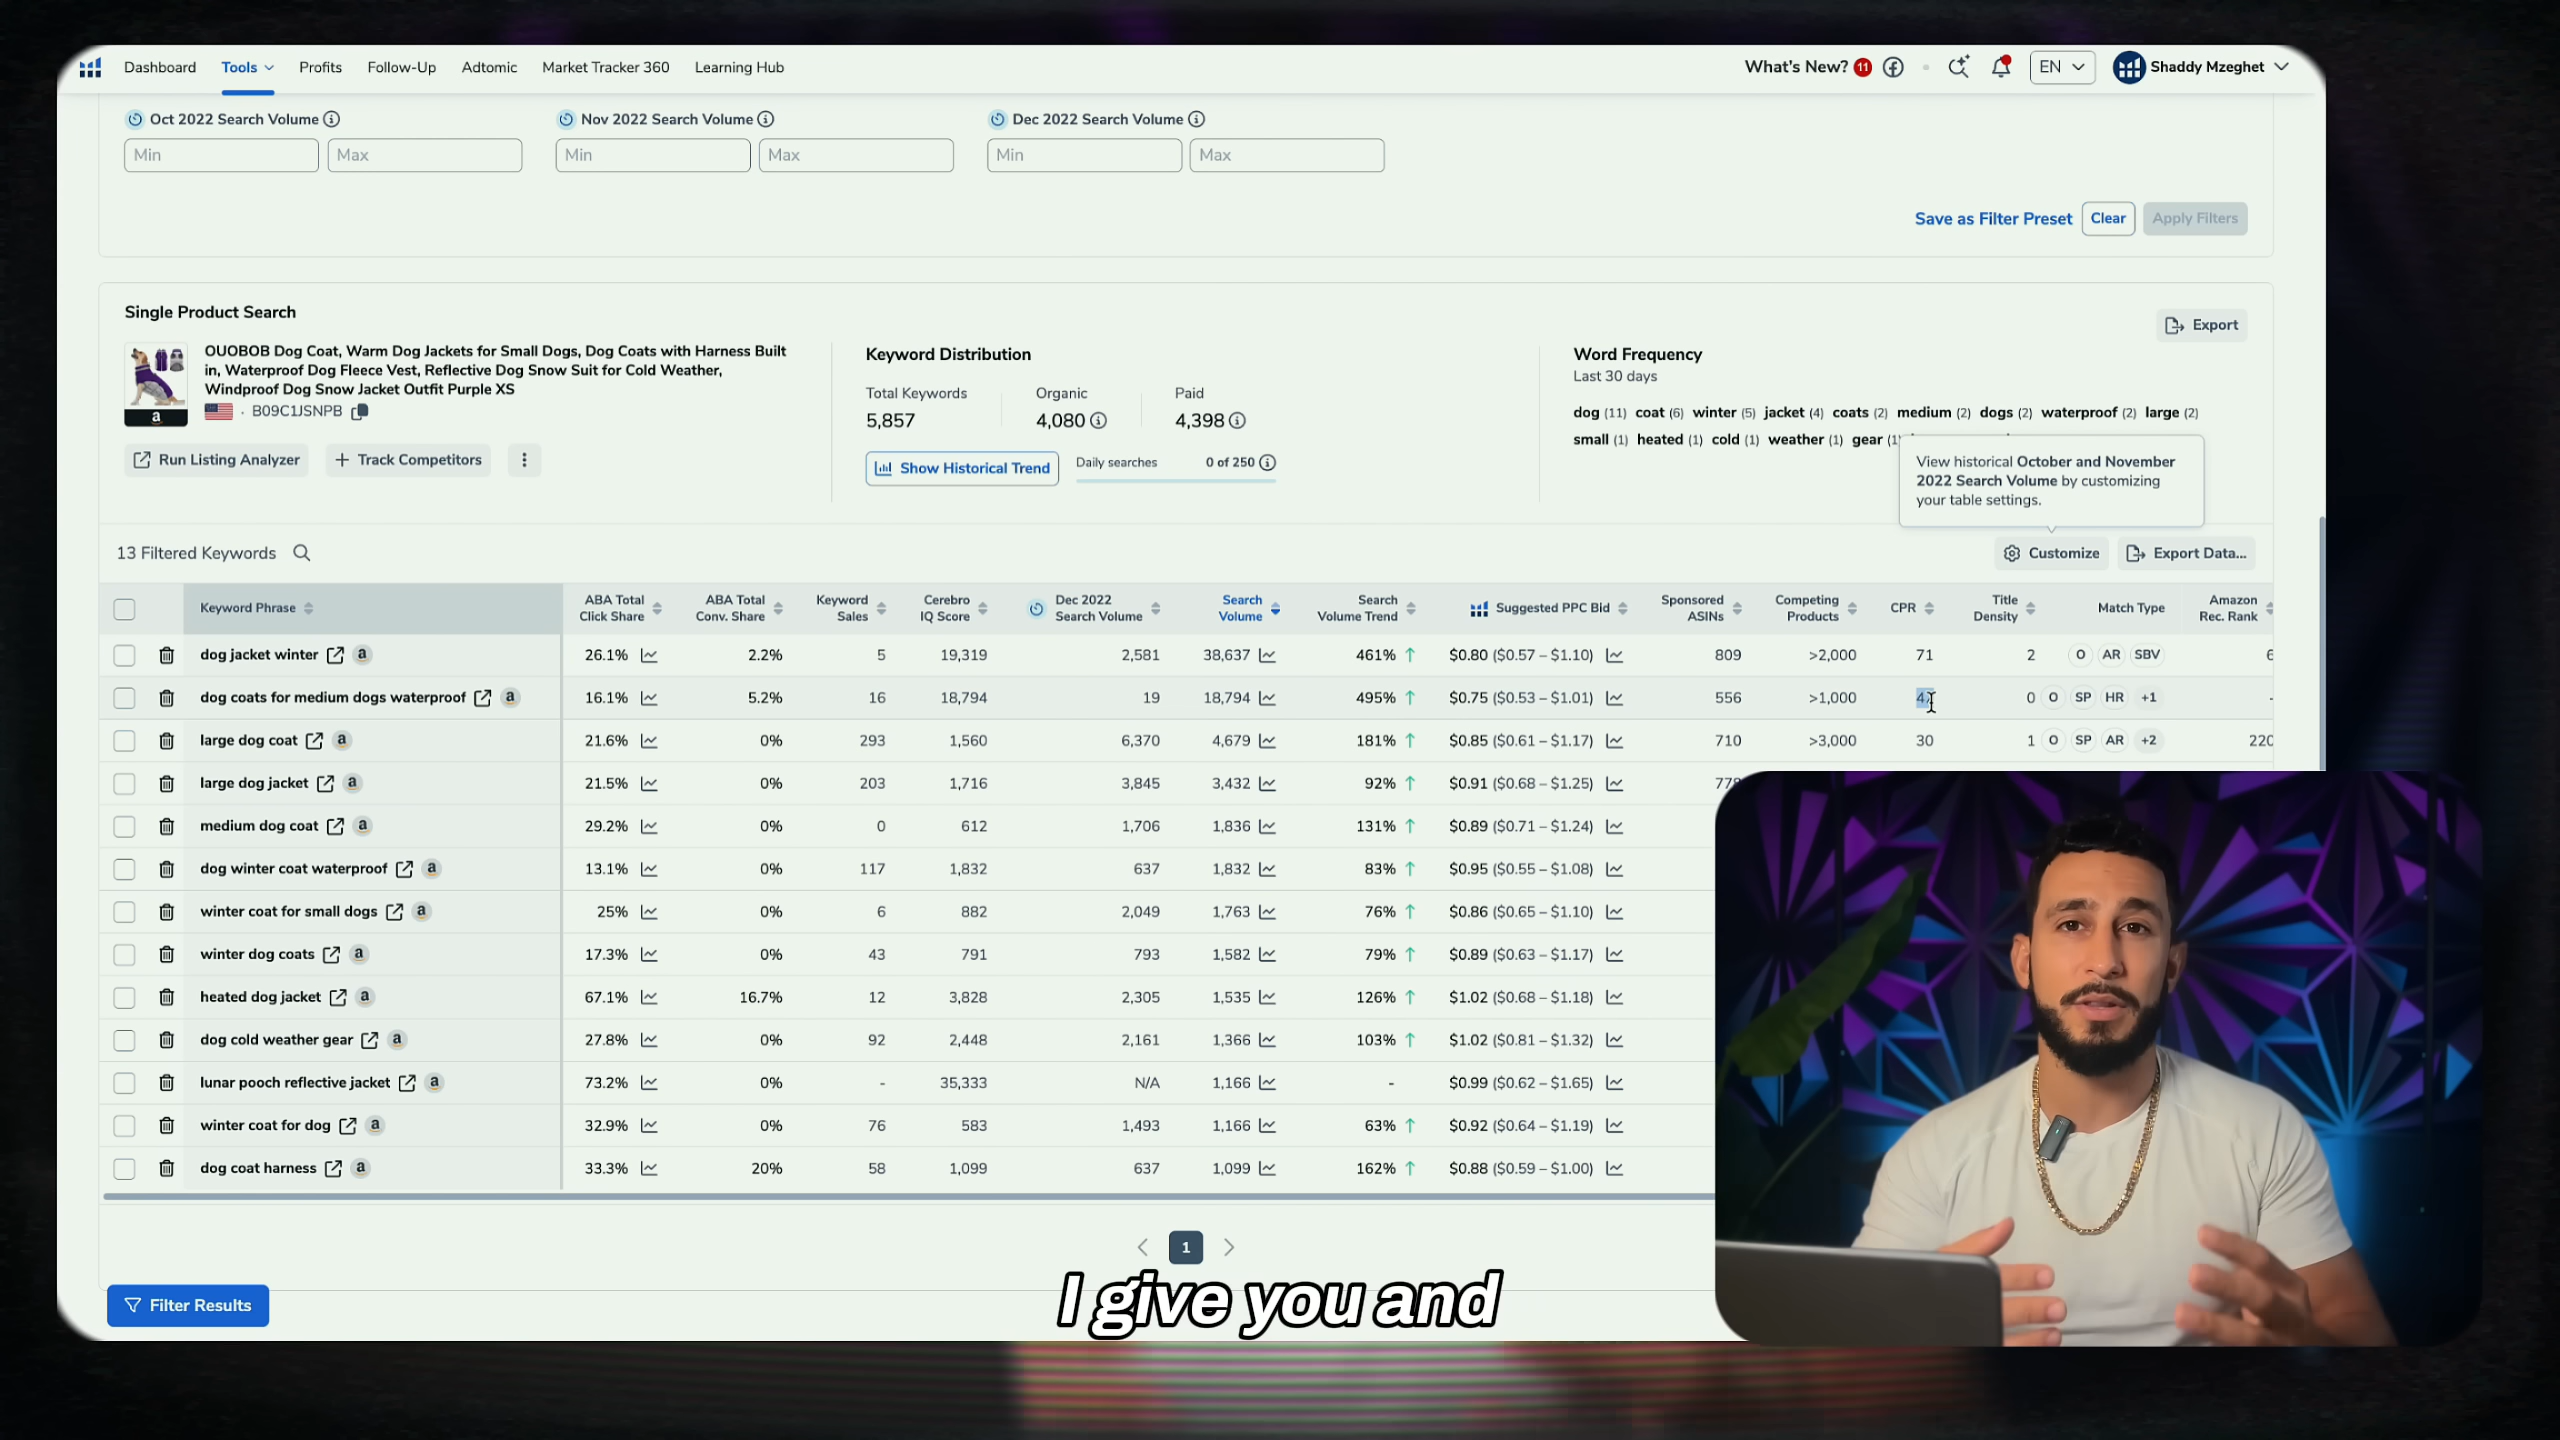 Dashboard Tools Profits Follow-Up Adtomic Market Tracker 360 Learning Hub What's New? 11 EN Shaddy Mzeghet
Oct 2022 Search Volume Nov 2022 Search Volume Dec 2022 Search Volume
Min Max Min Max Min Max
Save as Filter Preset Clear Apply Filters
Single Product Search
Export
OUOBOB Dog Coat, Warm Dog Jackets for Small Dogs, Dog Coats with Harness Built
in, Waterproof Dog Fleece Vest, Reflective Dog Snow Suit for Cold Weather,
Windproof Dog Snow Jacket Outfit Purple XS
B09C1JSNPB
Run Listing Analyzer + Track Competitors
Keyword Distribution
Total Keywords Organic Paid
5,857 4,080 4,398
Show Historical Trend Daily searches 0 of 250
Word Frequency
Last 30 days
dog (11) coat (6) winter (5) jacket (4) coats (2) medium (2) dogs (2) waterproof (2) large (2)
small (1) heated (1) cold (1) weather (1) gear (1)
View historical October and November
2022 Search Volume by customizing
your table settings.
13 Filtered Keywords Customize Export Data...
Keyword Phrase ABA Total Click Share ABA Total Conv. Share Keyword Sales Cerebro IQ Score Dec 2022 Search Volume Search Volume Search Volume Trend Suggested PPC Bid Sponsored ASINs Competing Products CPR Title Density Match Type Amazon Rec. Rank
dog jacket winter a 26.1% 2.2% 5 19,319 2,581 38,637 461% $0.80 ($0.57 – $1.10) 809 >2,000 71 2 O AR SBV
dog coats for medium dogs waterproof a 16.1% 5.2% 16 18,794 19 18,794 495% $0.75 ($0.53 – $1.01) 556 >1,000 0 O SP HR +1 -
large dog coat a 21.6% 0% 293 1,560 6,370 4,679 181% $0.85 ($0.61 – $1.17) 710 >3,000 30 1 O SP AR +2 220
large dog jacket a 21.5% 0% 203 1,716 3,845 3,432 92% $0.91 ($0.68 – $1.25)
medium dog coat a 29.2% 0% 0 612 1,706 1,836 131% $0.89 ($0.71 – $1.24)
dog winter coat waterproof a 13.1% 0% 117 1,832 637 1,832 83% $0.95 ($0.55 – $1.08)
winter coat for small dogs a 25% 0% 6 882 2,049 1,763 76% $0.86 ($0.65 – $1.10)
winter dog coats a 17.3% 0% 43 791 793 1,582 79% $0.89 ($0.63 – $1.17)
heated dog jacket a 67.1% 16.7% 12 3,828 2,305 1,535 126% $1.02 ($0.68 – $1.18)
dog cold weather gear a 27.8% 0% 92 2,448 2,161 1,366 103% $1.02 ($0.81 – $1.32)
lunar pooch reflective jacket a 73.2% 0% - 35,333 N/A 1,166 - $0.99 ($0.62 – $1.65)
winter coat for dog a 32.9% 0% 76 583 1,493 1,166 63% $0.92 ($0.64 – $1.19)
dog coat harness a 33.3% 20% 58 1,099 637 1,099 162% $0.88 ($0.59 – $1.00)
1
Filter Results
I give you and